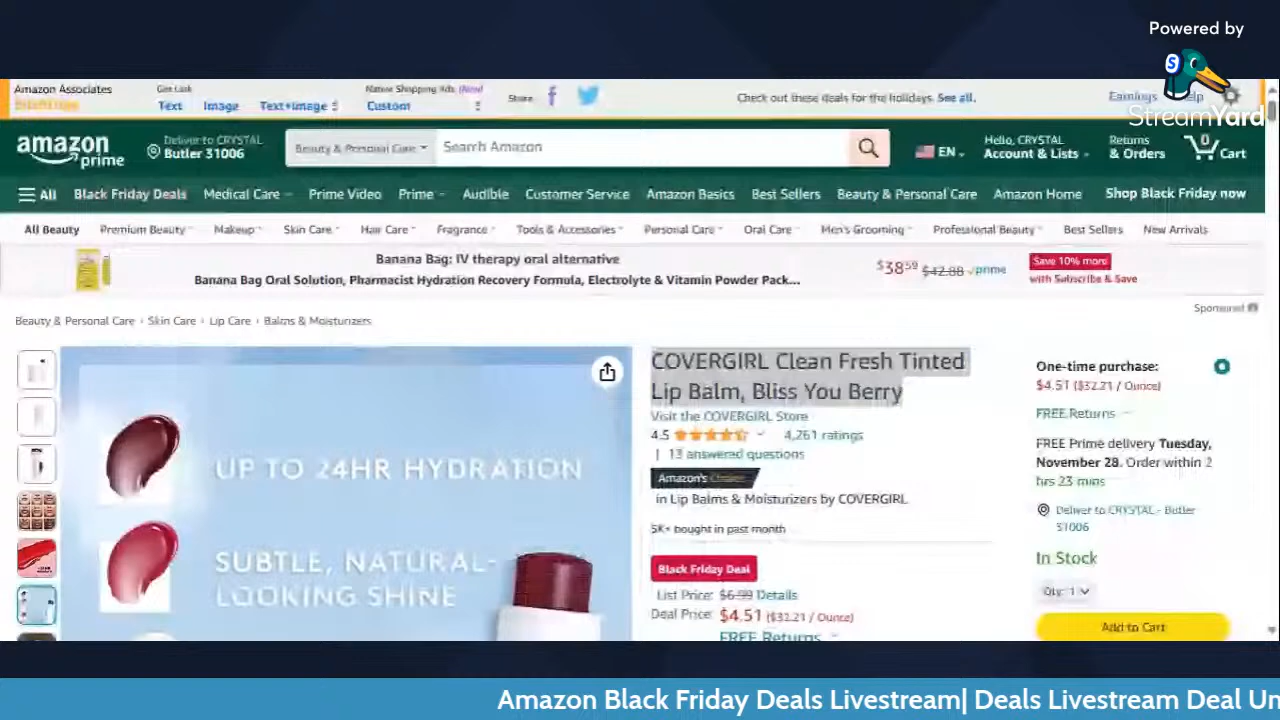 Powered by
StreamYard
Amazon Associates
Get Link
Native Shopping Ads (New)
Text Image Text+Image Custom
Share
Check out these deals for the holidays. See all.
Earnings Help
amazon prime
Deliver to CRYSTAL
Butler 31006
Beauty & Personal Care
Search Amazon
EN
Hello, CRYSTAL
Account & Lists
Returns
& Orders
0
Cart
All Black Friday Deals Medical Care Prime Video Prime Audible Customer Service Amazon Basics Best Sellers Beauty & Personal Care Amazon Home Shop Black Friday now
All Beauty Premium Beauty Makeup Skin Care Hair Care Fragrance Tools & Accessories Personal Care Oral Care Men's Grooming Professional Beauty Best Sellers New Arrivals
Banana Bag: IV therapy oral alternative
Banana Bag Oral Solution, Pharmacist Hydration Recovery Formula, Electrolyte & Vitamin Powder Pack...
$3859 $42.88 prime
Save 10% more
with Subscribe & Save
Sponsored
Beauty & Personal Care › Skin Care › Lip Care › Balms & Moisturizers
UP TO 24HR HYDRATION
SUBTLE, NATURAL-
LOOKING SHINE
COVERGIRL Clean Fresh Tinted
Lip Balm, Bliss You Berry
Visit the COVERGIRL Store
4.5 4,261 ratings
| 13 answered questions
Amazon's Choice
in Lip Balms & Moisturizers by COVERGIRL
5K+ bought in past month
Black Friday Deal
List Price: $6.99 Details
Deal Price: $4.51 ($32.21 / Ounce)
FREE Returns
One-time purchase:
$4.51 ($32.21 / Ounce)
FREE Returns
FREE Prime delivery Tuesday,
November 28. Order within 2
hrs 23 mins
Deliver to CRYSTAL - Butler
31006
In Stock
Qty: 1
Add to Cart
Amazon Black Friday Deals Livestream| Deals Livestream Deal Un